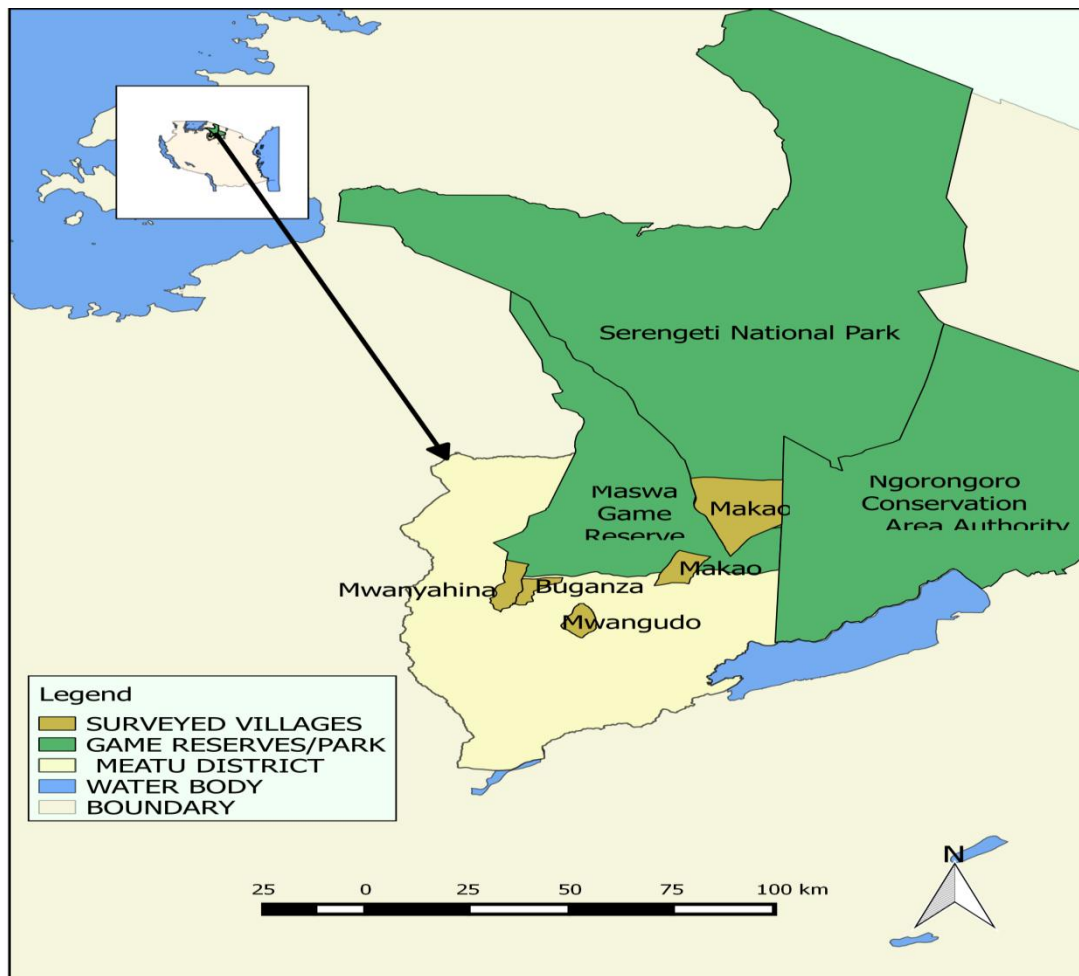 Serengeti National Park
Ngorongoro
Conservation
Area Authority
Maswa
Game
Reserve
Makao
Makao
Mwanyahina
Buganza
Mwangudo
Legend
SURVEYED VILLAGES
GAME RESERVES/PARK
MEATU DISTRICT
WATER BODY
BOUNDARY
25 0 25 50 75 100 km
N